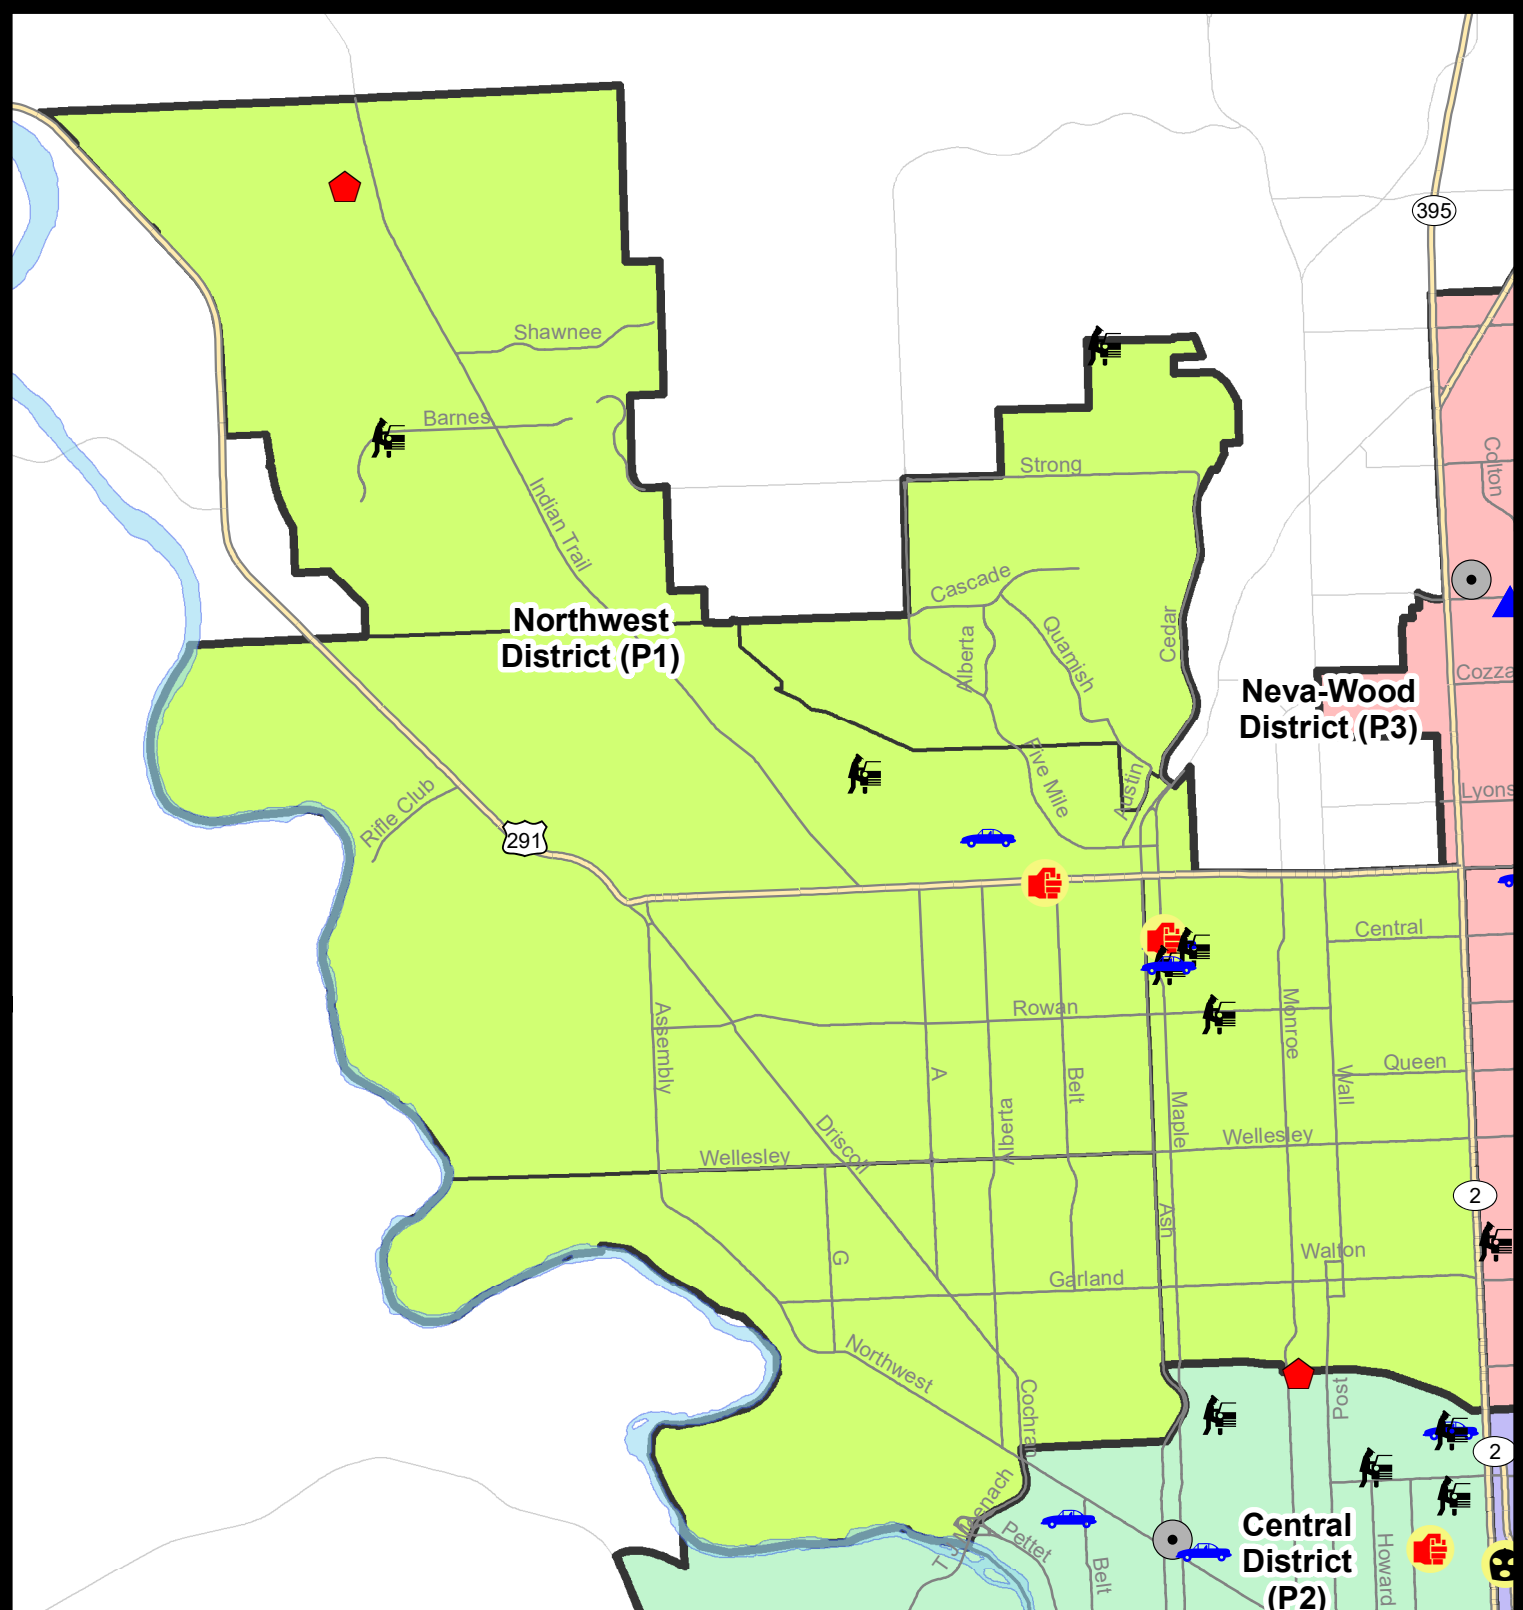 395
Shawnee
Barnes
Colton
Strong
Indian Trail
Cascade
Northwest
District (P1)
Alberta
Quamish
Cedar
Cozza
Neva-Wood
District (P3)
Five Mile
Austin
Lyons
Rifle Club
291
Central
Assembly
Rowan
Monroe
Queen
A
Belt
Wall
Maple
Alberta
Driscoll
Wellesley
Wellesley
2
Ash
G
Walton
Garland
Northwest
Cochran
Post
2
T J Meenach
Pettet
Belt
Central
District
(P2)
Howard